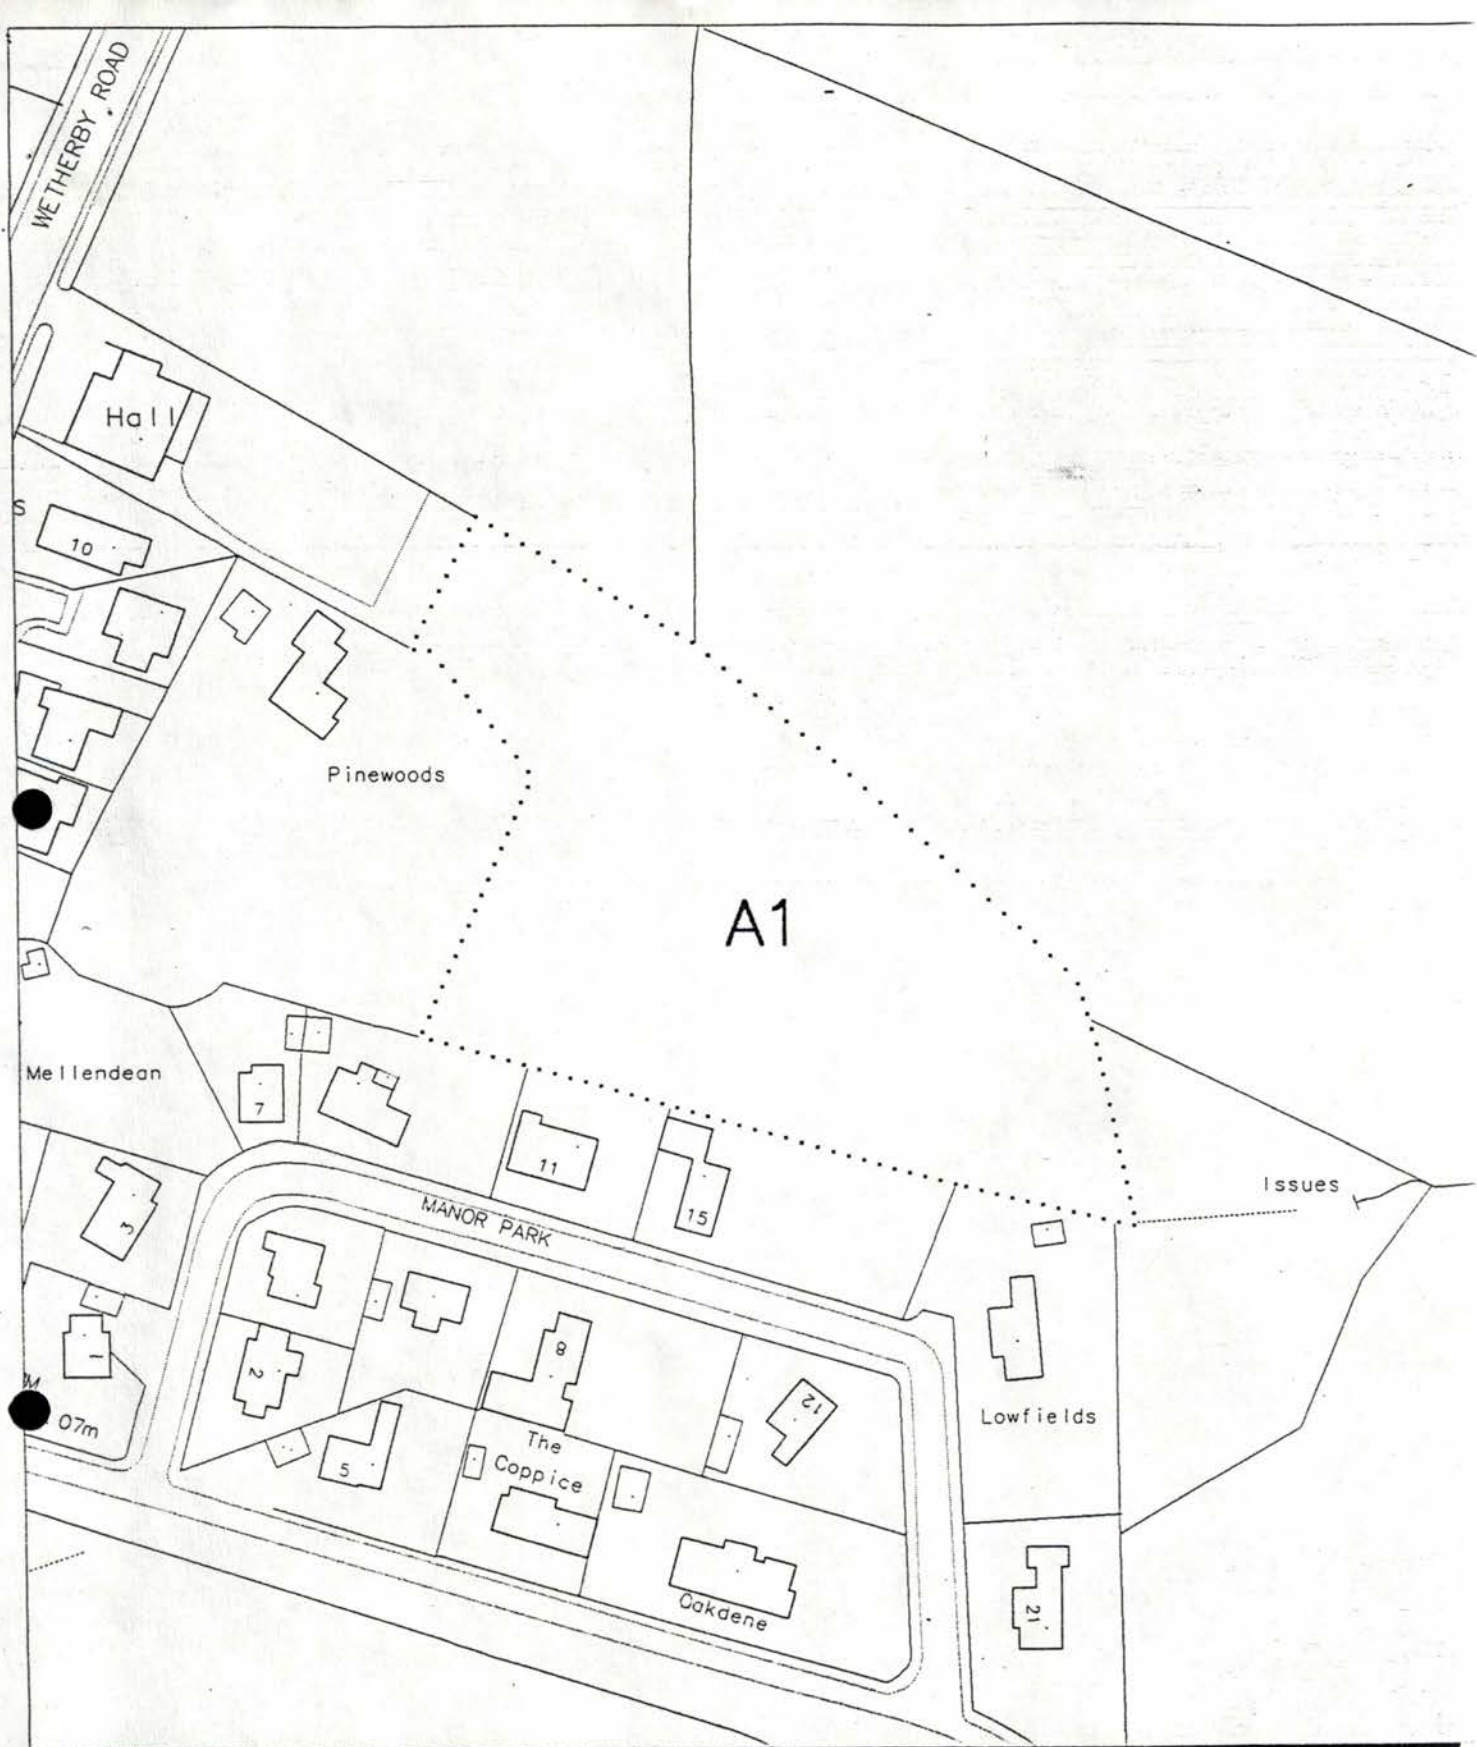 WETHERBY ROAD
Hall
S
10
Pinewoods
A1
Mellendean
7
11
15
Issues
3
MANOR PARK
1
2
8
12
Lowfields
07m
5
The
Coppice
Oakdene
21